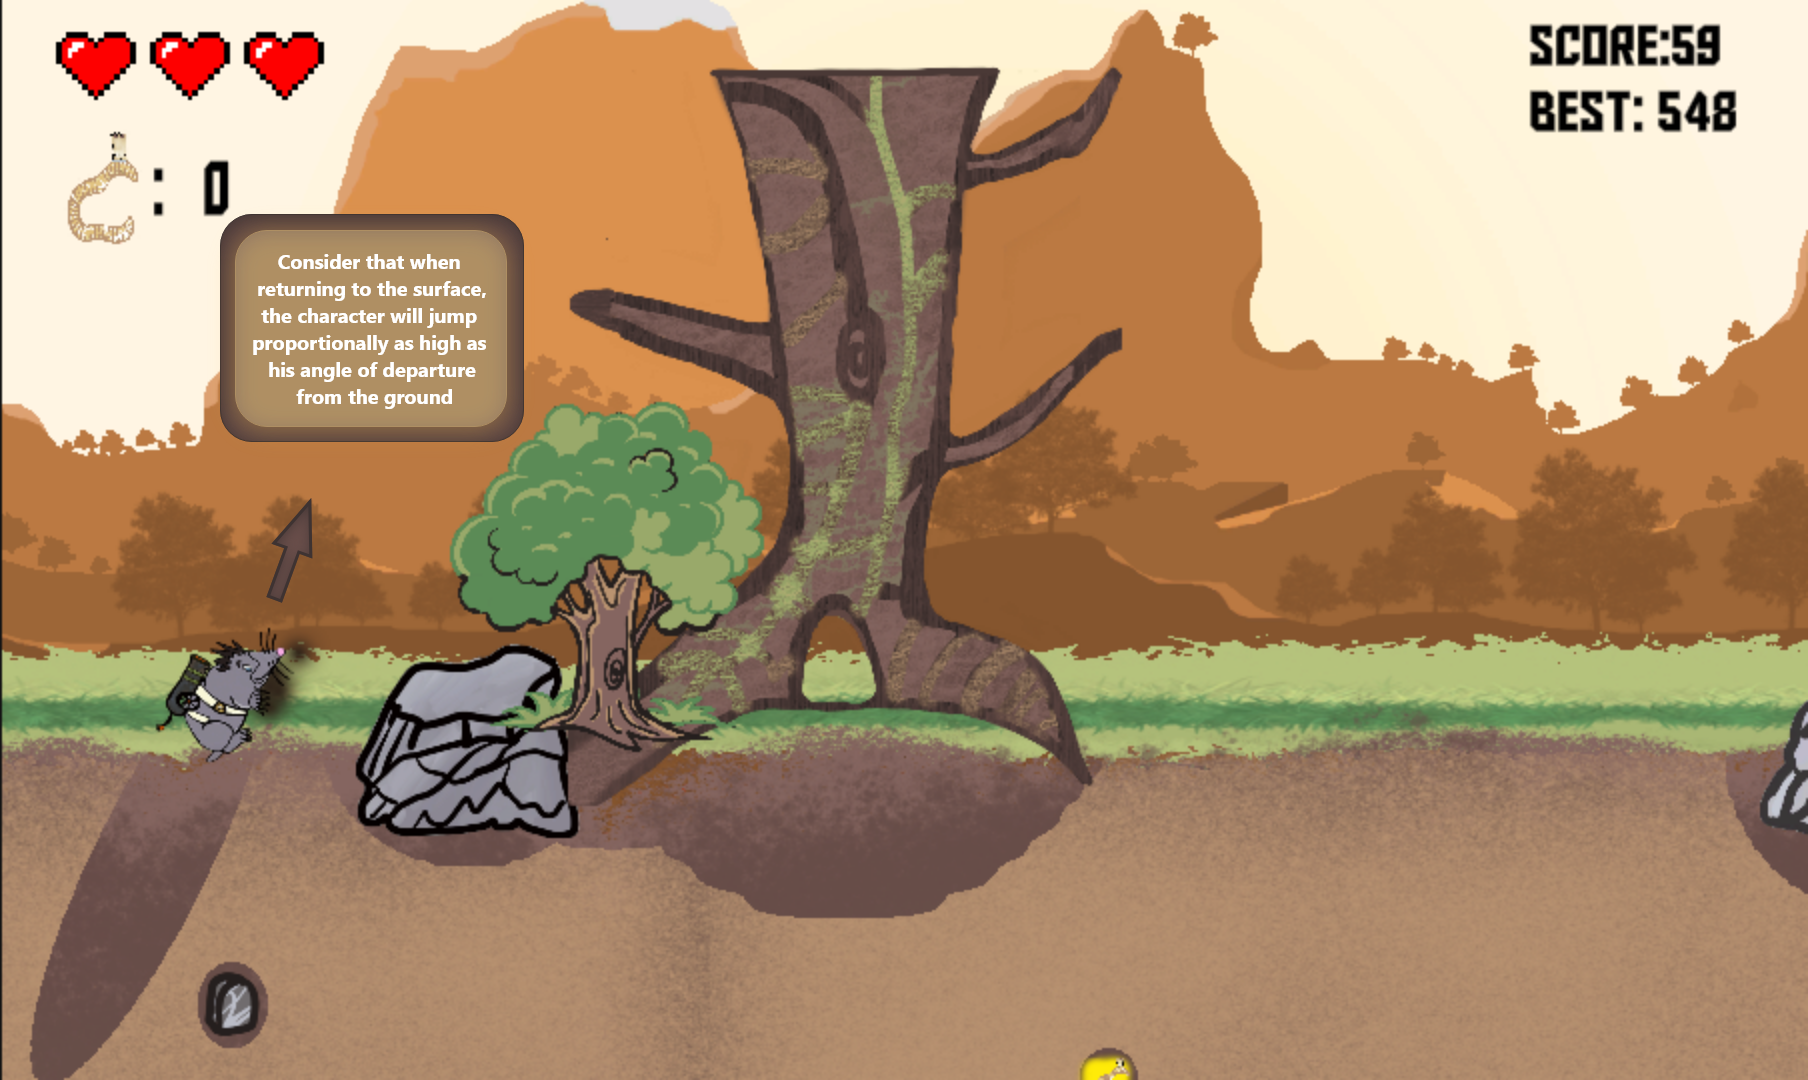 SCORE:59
BEST: 548
: 0
Consider that when
returning to the surface,
the character will jump
proportionally as high as
his angle of departure
from the ground